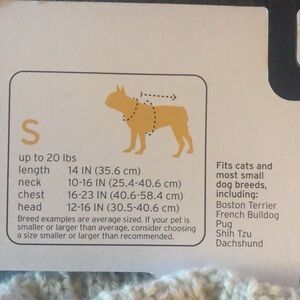 S
up to 20 lbs
length 14 IN (35.6 cm)
neck 10-16 IN (25.4-40.6 cm)
chest 16-23 IN (40.6-58.4 cm)
head 12-16 IN (30.5-40.6 cm)
Breed examples are average sized. If your pet is
smaller or larger than average, consider choosing
a size smaller or larger than recommended.
Fits cats and
most small
dog breeds,
including:
Boston Terrier
French Bulldog
Pug
Shih Tzu
Dachshund